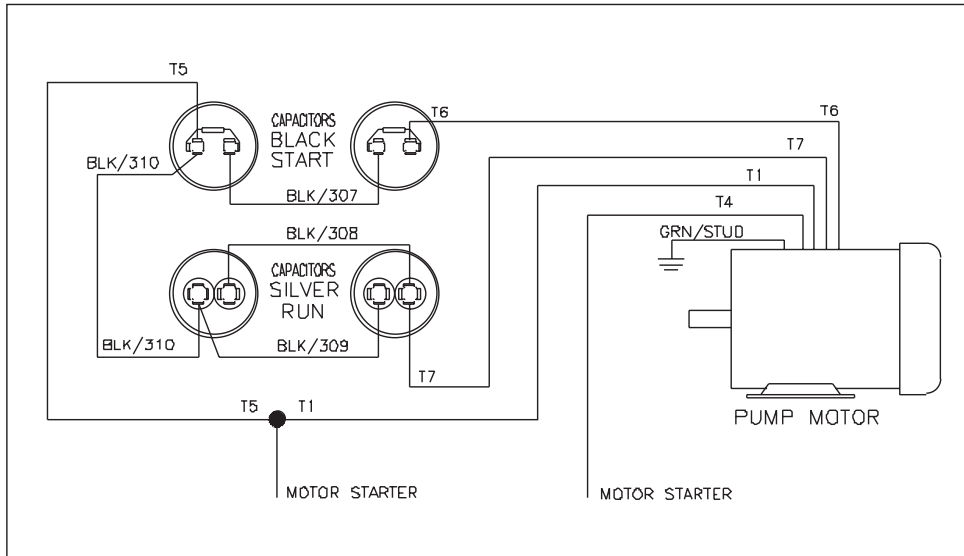 T5
CAPACITORS
BLACK
START
T6
T6
T7
BLK/310
T1
BLK/307
T4
GRN/STUD
BLK/308
CAPACITORS
SILVER
RUN
BLK/310
BLK/309
T7
T5
T1
PUMP MOTOR
MOTOR STARTER
MOTOR STARTER